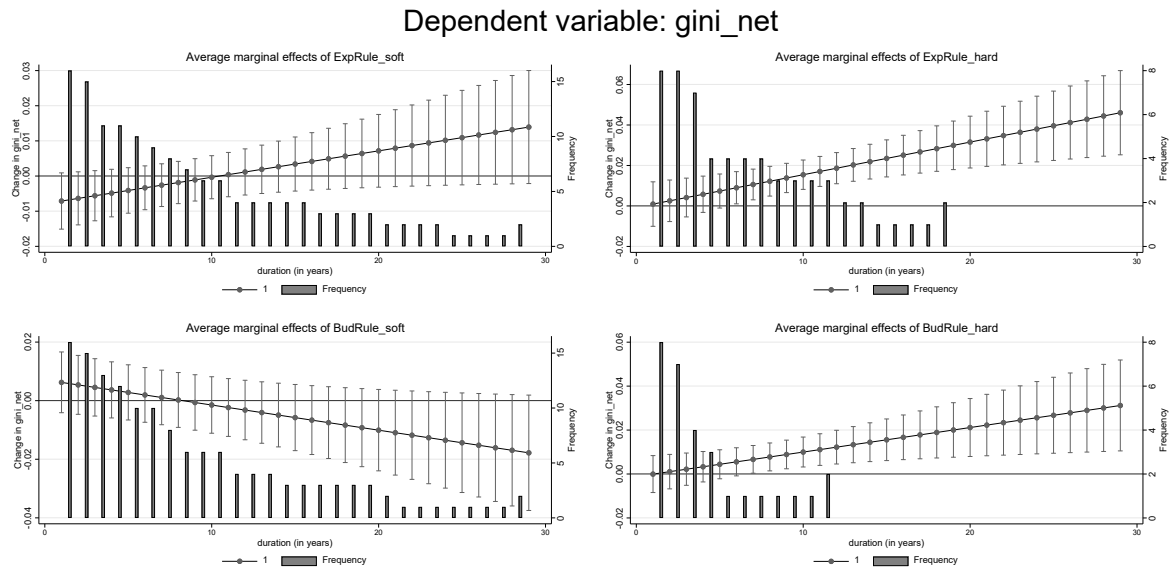 Dependent variable: gini_net
Average marginal effects of ExpRule_soft
Change in gini_net
-0.02 -0.01 0.00 0.01 0.02 0.03
Frequency
0 5 10 15
0 10 20 30
duration (in years)
1 Frequency
Average marginal effects of ExpRule_hard
Change in gini_net
-0.02 0.00 0.02 0.04 0.06
Frequency
0 2 4 6 8
0 10 20 30
duration (in years)
1 Frequency
Average marginal effects of BudRule_soft
Change in gini_net
-0.04 -0.02 0.00 0.02
Frequency
0 5 10 15
0 10 20 30
duration (in years)
1 Frequency
Average marginal effects of BudRule_hard
Change in gini_net
-0.02 0.00 0.02 0.04 0.06
Frequency
0 2 4 6 8
0 10 20 30
duration (in years)
1 Frequency